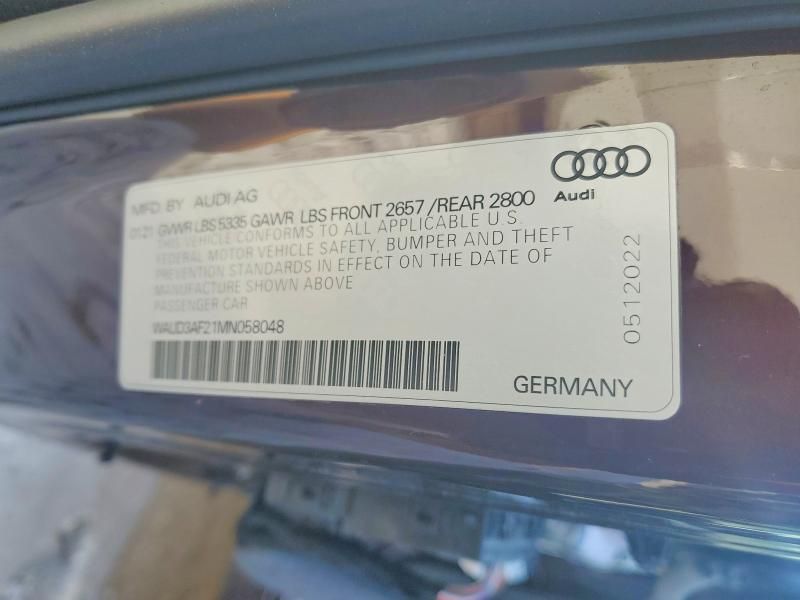 MFD. BY AUDI AG
0121 GVWR LBS 5335 GAWR LBS FRONT 2657 /REAR 2800
THIS VEHICLE CONFORMS TO ALL APPLICABLE U.S.
FEDERAL MOTOR VEHICLE SAFETY, BUMPER AND THEFT
PREVENTION STANDARDS IN EFFECT ON THE DATE OF
MANUFACTURE SHOWN ABOVE
PASSENGER CAR
WAUD3AF21MN058048
GERMANY
Audi
0512022